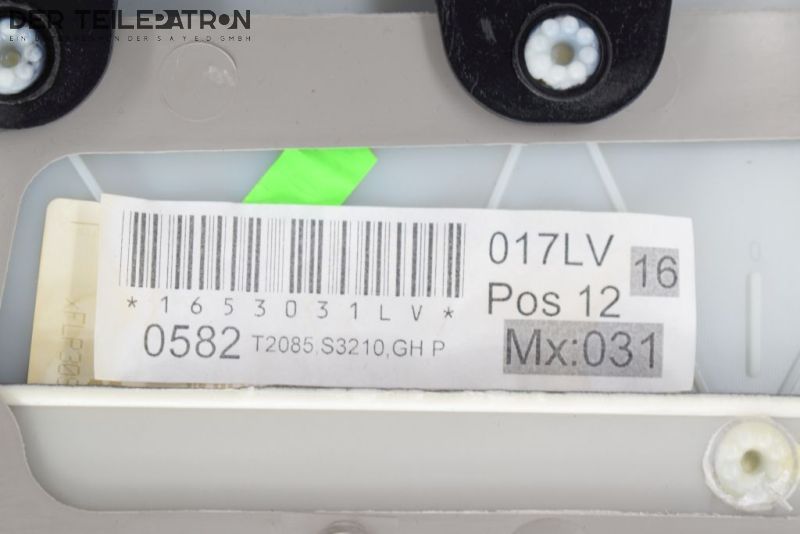 DER TEILEPATRON
017LV
16
*1653031LV*
Pos 12
0582 T2085,S3210,GH P
Mx:031